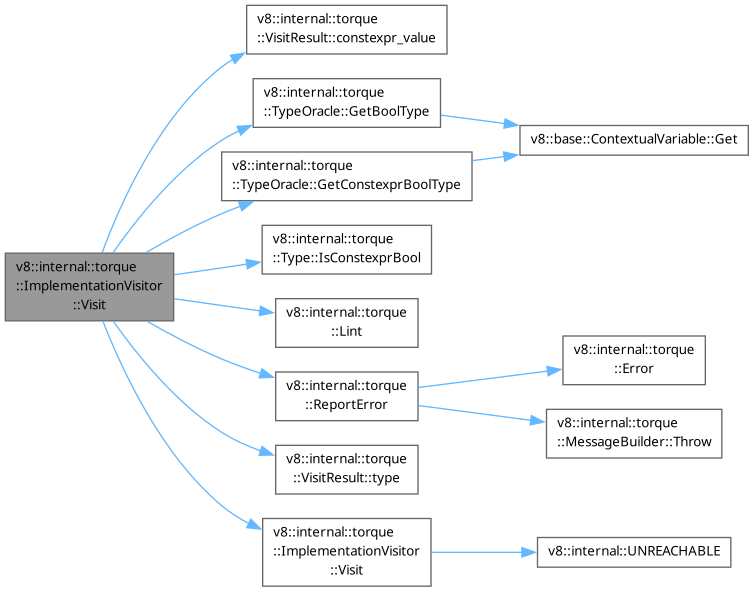 v8::internal::torque
::VisitResult::constexpr_value
v8::internal::torque
::TypeOracle::GetBoolType
v8::base::ContextualVariable::Get
v8::internal::torque
::TypeOracle::GetConstexprBoolType
v8::internal::torque
::Type::IsConstexprBool
v8::internal::torque
::ImplementationVisitor
::Visit
v8::internal::torque
::Lint
v8::internal::torque
::Error
v8::internal::torque
::ReportError
v8::internal::torque
::MessageBuilder::Throw
v8::internal::torque
::VisitResult::type
v8::internal::torque
::ImplementationVisitor
::Visit
v8::internal::UNREACHABLE